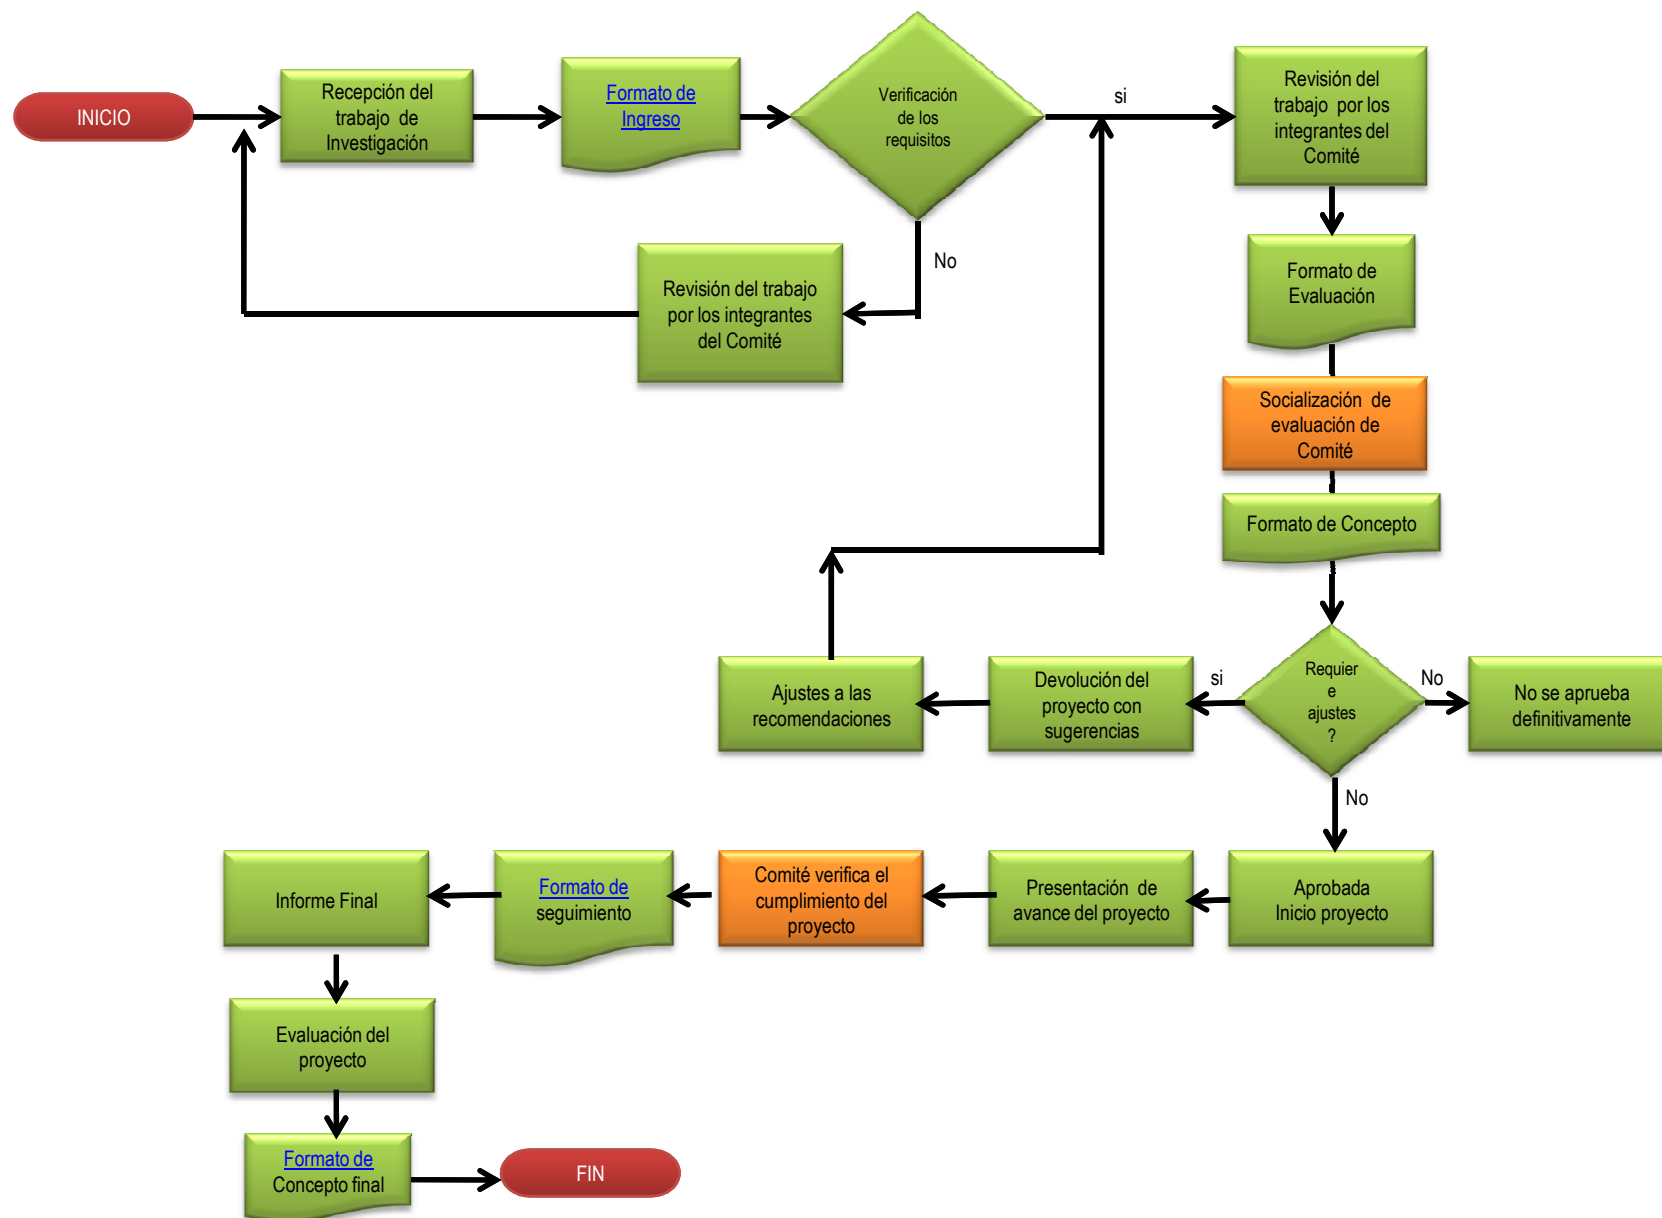 INICIO
Recepción del
trabajo de
Investigación
Formato de
Ingreso
Verificación
de los
requisitos
si
Revisión del
trabajo por los
integrantes del
Comité
No
Revisión del trabajo
por los integrantes
del Comité
Formato de
Evaluación
Socialización de
evaluación de
Comité
Formato de Concepto
Requier
e
ajustes
?
si
No
Devolución del
proyecto con
sugerencias
Ajustes a las
recomendaciones
No se aprueba
definitivamente
No
Aprobada
Inicio proyecto
Presentación de
avance del proyecto
Comité verifica el
cumplimiento del
proyecto
Formato de
seguimiento
Informe Final
Evaluación del
proyecto
Formato de
Concepto final
FIN